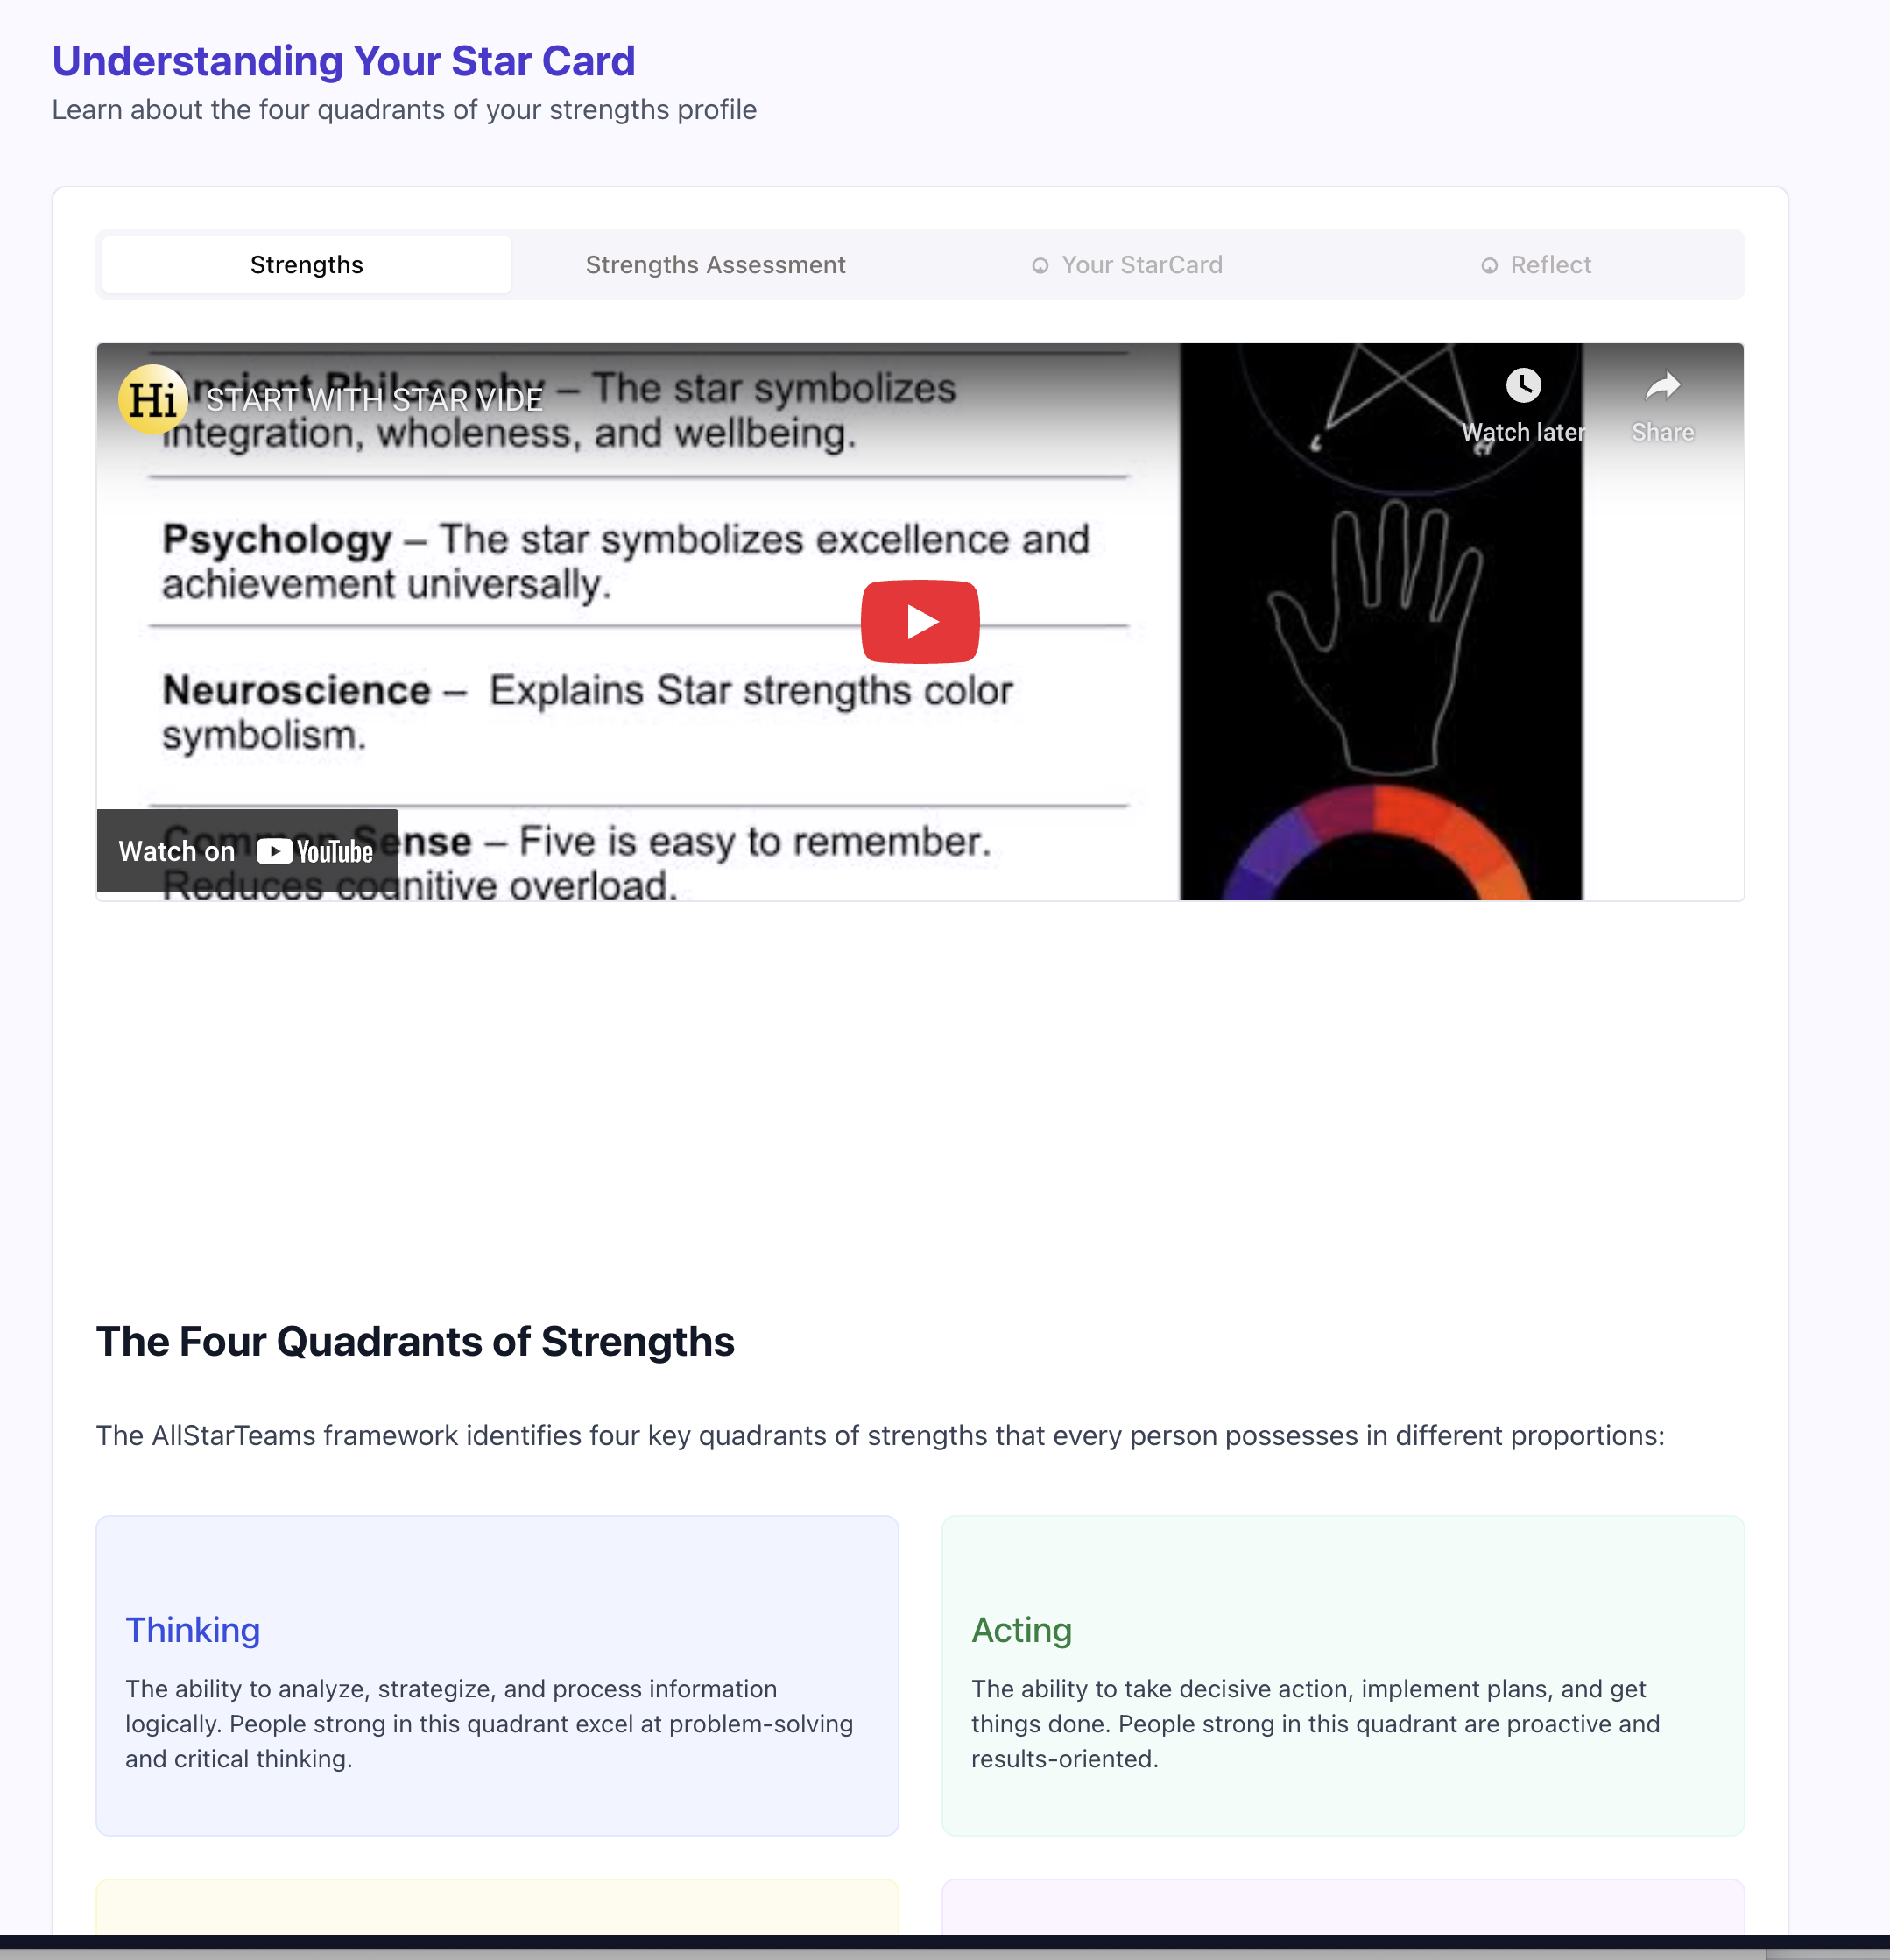 Understanding Your Star Card
Learn about the four quadrants of your strengths profile
Strengths
Strengths Assessment
Your StarCard
Reflect
Hi
START WITH STAR VIDE
Watch later
Share
Ancient Philosophy – The star symbolizes
integration, wholeness, and wellbeing.
Psychology – The star symbolizes excellence and
achievement universally.
Neuroscience – Explains Star strengths color
symbolism.
Common Sense – Five is easy to remember.
Reduces cognitive overload.
Watch on YouTube
The Four Quadrants of Strengths
The AllStarTeams framework identifies four key quadrants of strengths that every person possesses in different proportions:
Thinking
The ability to analyze, strategize, and process information
logically. People strong in this quadrant excel at problem-solving
and critical thinking.
Acting
The ability to take decisive action, implement plans, and get
things done. People strong in this quadrant are proactive and
results-oriented.